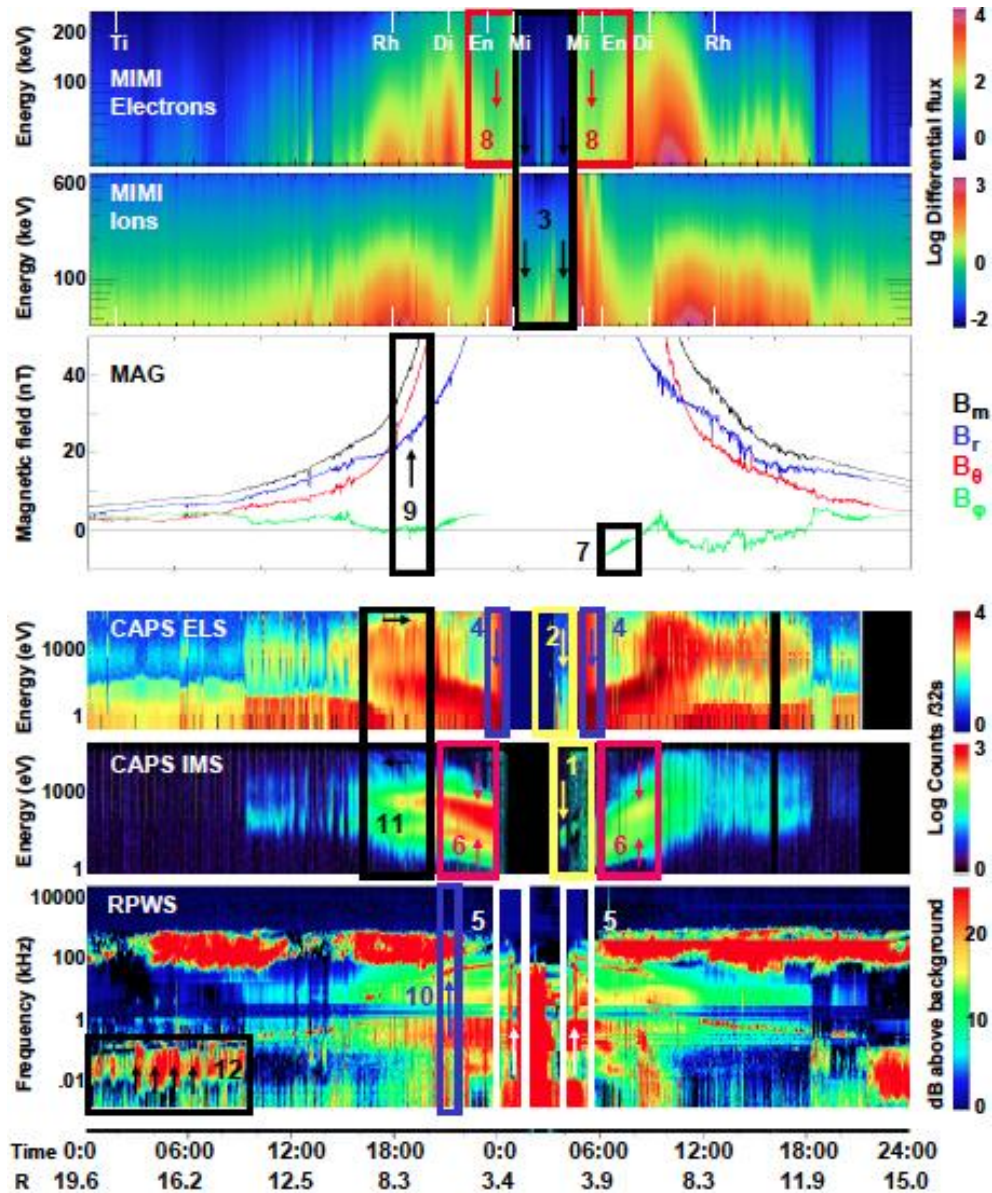 200
100
Energy (keV)
Ti Rh Di En Mi Mi En Di Rh
MIMI
Electrons
8 8
4
2
0
600
100
Energy (keV)
MIMI
Ions
3
3
2
0
-2
Log Differential flux
40
20
0
Magnetic field (nT)
MAG
9
7
Bm
Br
Bθ
Bφ
1000
1
Energy (eV)
CAPS ELS
4 2 4
4
2
0
1000
1
Energy (eV)
CAPS IMS
11 6 1 6
3
2
1
0
Log Counts /32s
10000
100
1
.01
Frequency (kHz)
RPWS
5 5
10
12
20
10
0
dB above background
Time 0:0 06:00 12:00 18:00 0:0 06:00 12:00 18:00 24:00
R 19.6 16.2 12.5 8.3 3.4 3.9 8.3 11.9 15.0